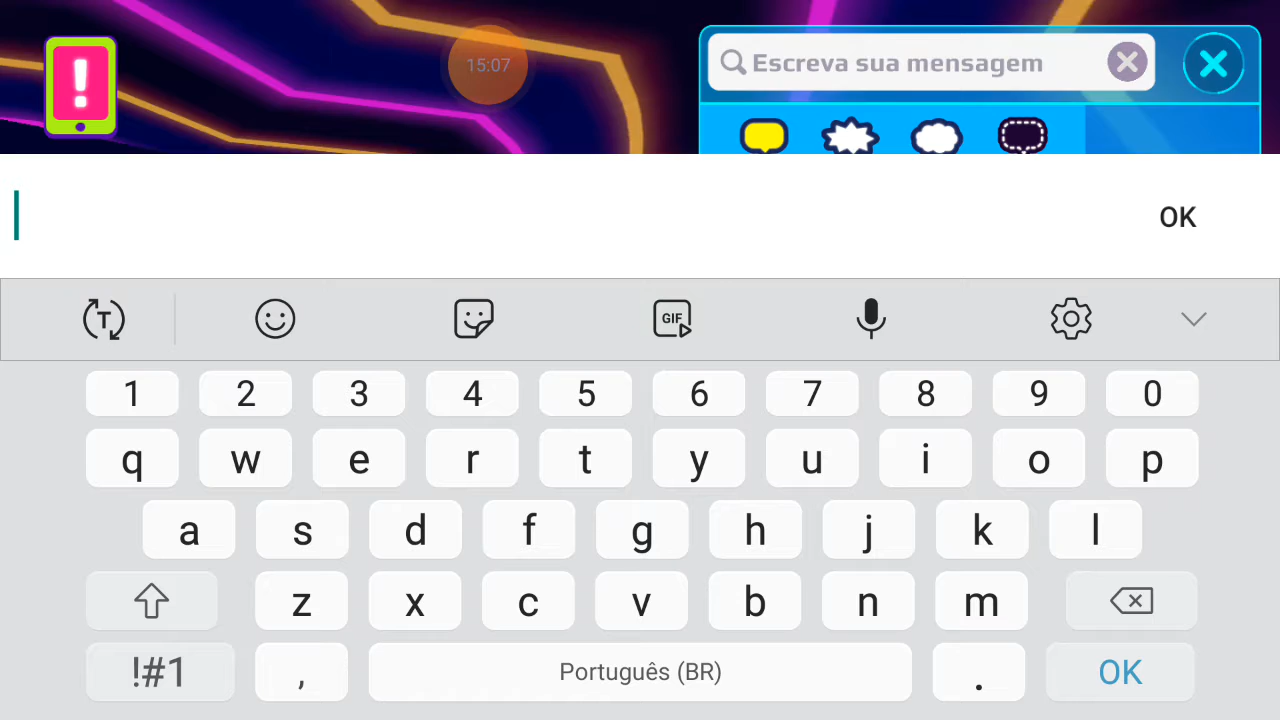 !
15:07
Escreva sua mensagem
OK
T
GIF
1 2 3 4 5 6 7 8 9 0
q w e r t y u i o p
a s d f g h j k l
z x c v b n m
!#1 , Português (BR) . OK